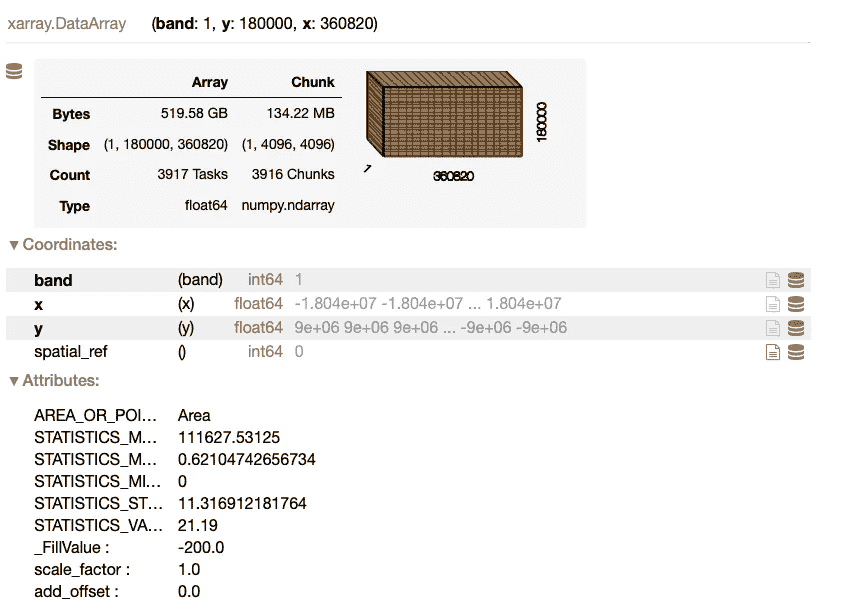 xarray.DataArray (band: 1, y: 180000, x: 360820)
Array Chunk
Bytes 519.58 GB 134.22 MB
Shape (1, 180000, 360820) (1, 4096, 4096)
Count 3917 Tasks 3916 Chunks
Type float64 numpy.ndarray
180000
1
360820
▼Coordinates:
band (band) int64 1
x (x) float64 -1.804e+07 -1.804e+07 ... 1.804e+07
y (y) float64 9e+06 9e+06 9e+06 ... -9e+06 -9e+06
spatial_ref () int64 0
▼Attributes:
AREA_OR_POI… Area
STATISTICS_M… 111627.53125
STATISTICS_M… 0.62104742656734
STATISTICS_MI… 0
STATISTICS_ST… 11.316912181764
STATISTICS_VA… 21.19
_FillValue : -200.0
scale_factor : 1.0
add_offset : 0.0